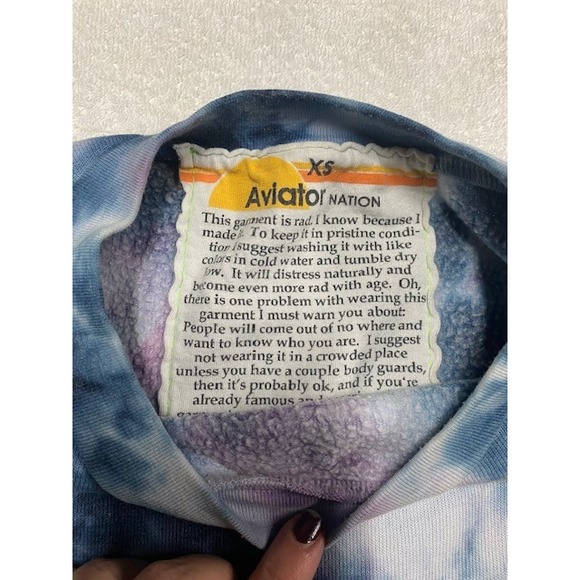 XS
Aviator NATION
This garment is rad. I know because I
made it. To keep it in pristine condi-
tion I suggest washing it with like
colors in cold water and tumble dry
low. It will distress naturally and
become even more rad with age. Oh,
there is one problem with wearing this
garment I must warn you about:
People will come out of no where and
want to know who you are. I suggest
not wearing it in a crowded place
unless you have a couple body guards,
then it's probably ok, and if you're
already famous and